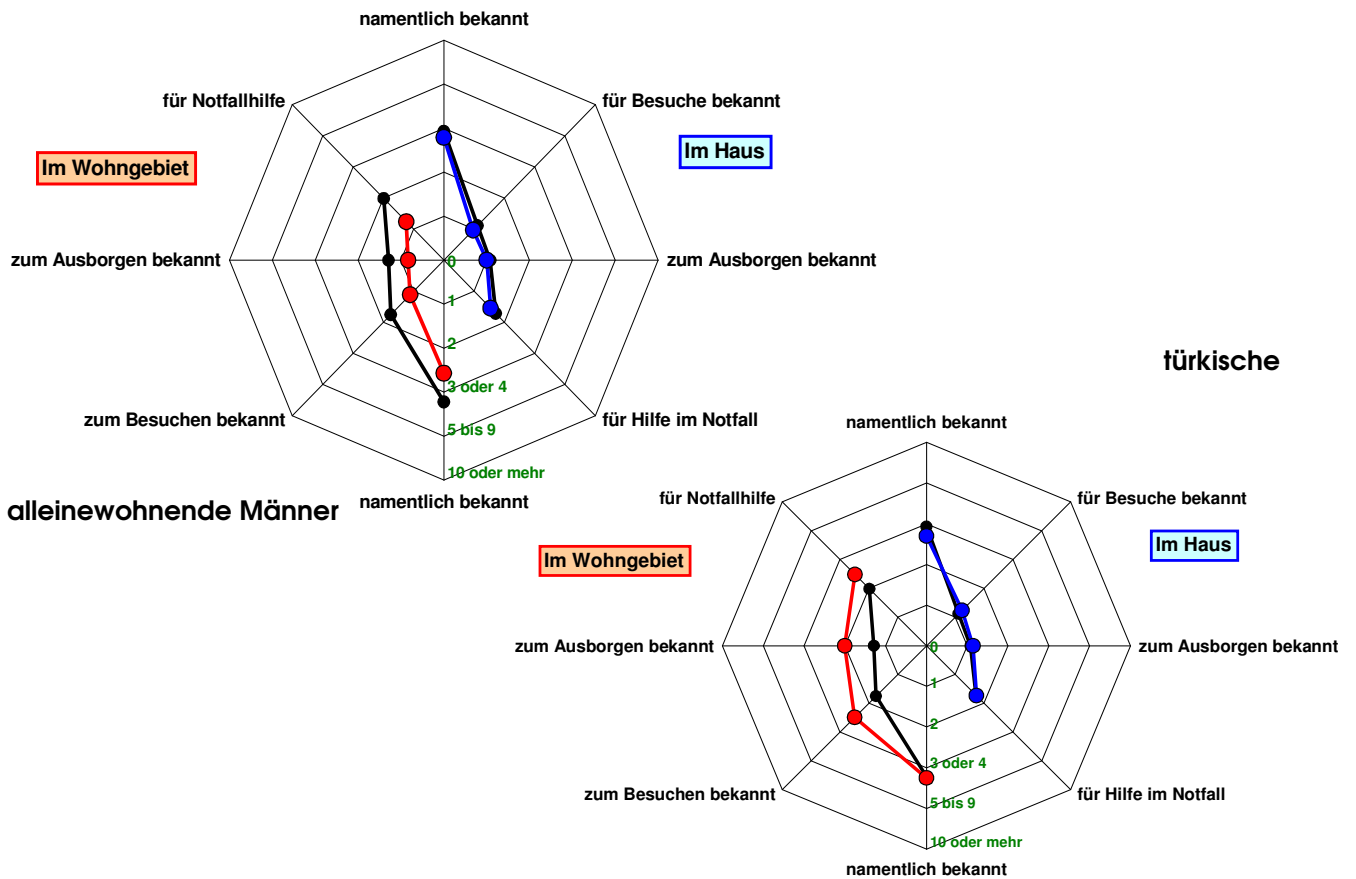 namentlich bekannt
für Notfallhilfe
für Besuche bekannt
Im Wohngebiet
Im Haus
zum Ausborgen bekannt
zum Ausborgen bekannt
0
1
2
3 oder 4
5 bis 9
10 oder mehr
zum Besuchen bekannt
für Hilfe im Notfall
namentlich bekannt
alleinewohnende Männer
türkische
namentlich bekannt
für Notfallhilfe
für Besuche bekannt
Im Wohngebiet
Im Haus
zum Ausborgen bekannt
zum Ausborgen bekannt
0
1
2
3 oder 4
5 bis 9
10 oder mehr
zum Besuchen bekannt
für Hilfe im Notfall
namentlich bekannt